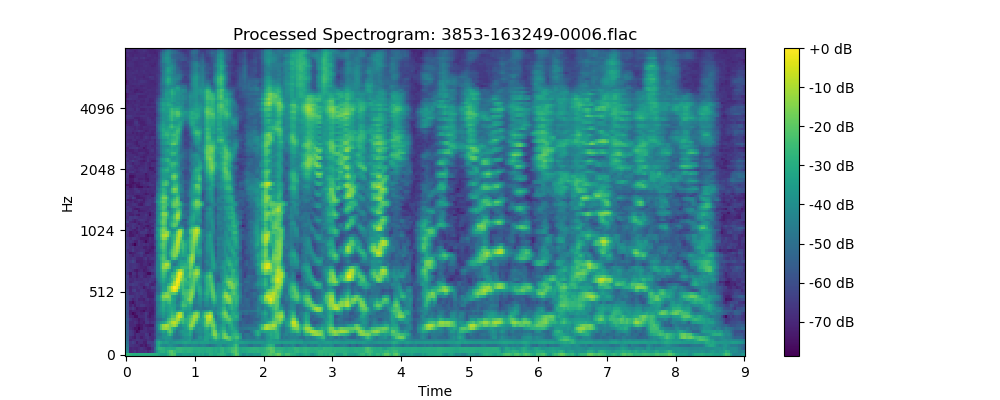 Processed Spectrogram: 3853-163249-0006.flac
Hz
4096
2048
1024
512
0
0 1 2 3 4 5 6 7 8 9
Time
+0 dB
-10 dB
-20 dB
-30 dB
-40 dB
-50 dB
-60 dB
-70 dB